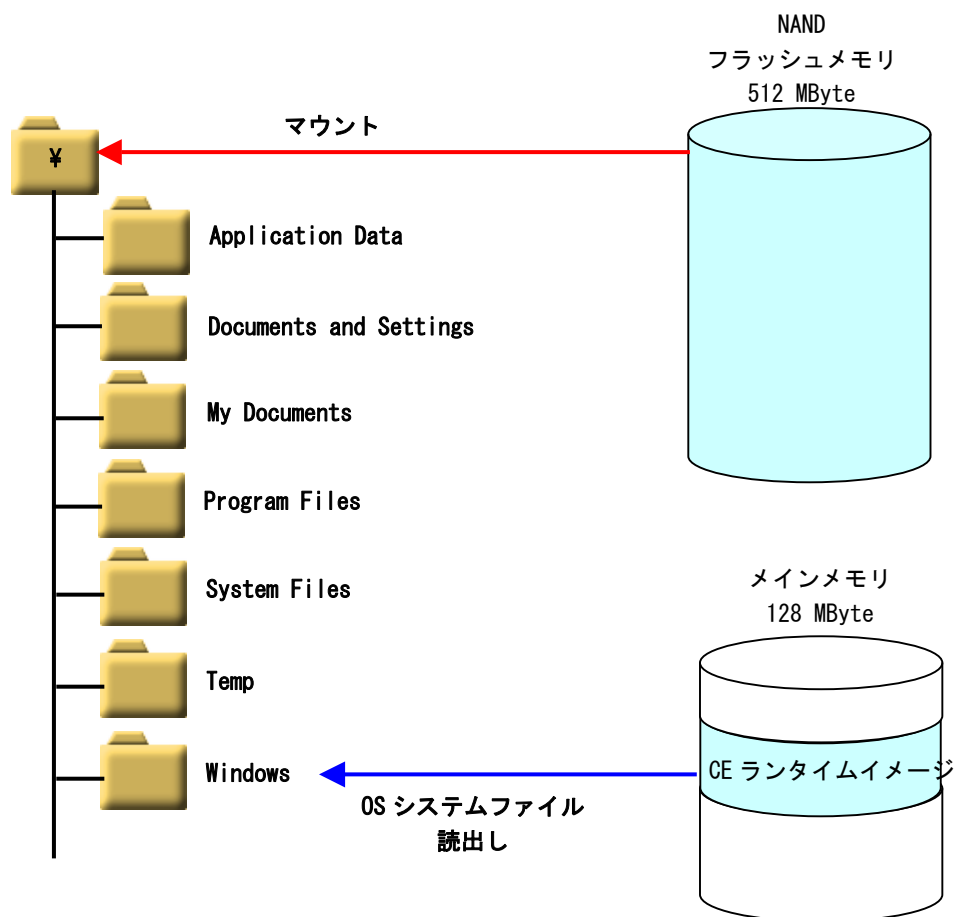 NAND
フラッシュメモリ
512 MByte
マウント
¥
Application Data
Documents and Settings
My Documents
Program Files
System Files
Temp
Windows
メインメモリ
128 MByte
CE ランタイムイメージ
OS システムファイル
読出し